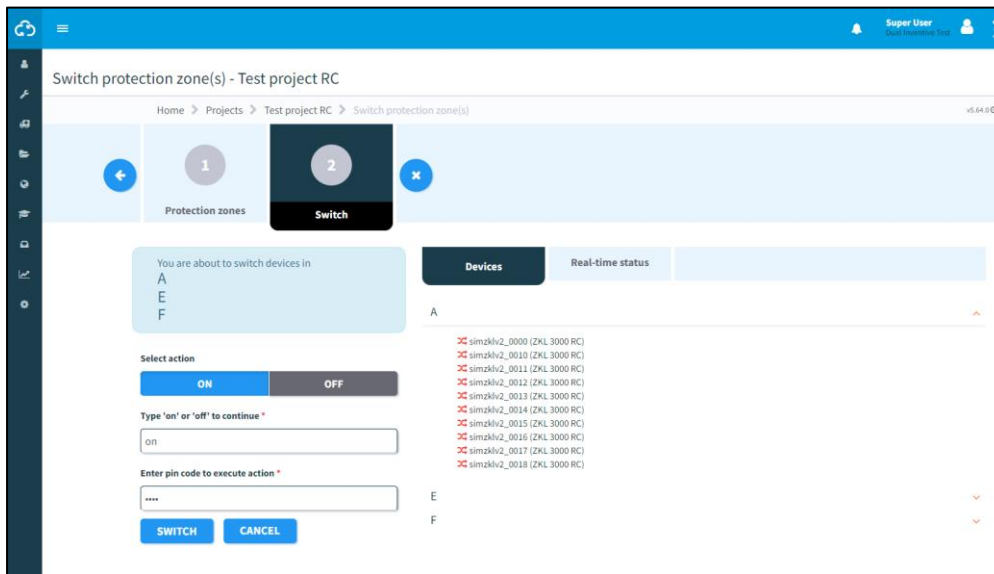 Super User
Dual Inventive Test
Switch protection zone(s) - Test project RC
Home > Projects > Test project RC > Switch protection zone(s)
v5.64.0
1
Protection zones
2
Switch
You are about to switch devices in
A
E
F
Select action
ON OFF
Type 'on' or 'off' to continue *
on
Enter pin code to execute action *
••••
SWITCH CANCEL
Devices Real-time status
A
simzklv2_0000 (ZKL 3000 RC)
simzklv2_0010 (ZKL 3000 RC)
simzklv2_0011 (ZKL 3000 RC)
simzklv2_0012 (ZKL 3000 RC)
simzklv2_0013 (ZKL 3000 RC)
simzklv2_0014 (ZKL 3000 RC)
simzklv2_0015 (ZKL 3000 RC)
simzklv2_0016 (ZKL 3000 RC)
simzklv2_0017 (ZKL 3000 RC)
simzklv2_0018 (ZKL 3000 RC)
E
F